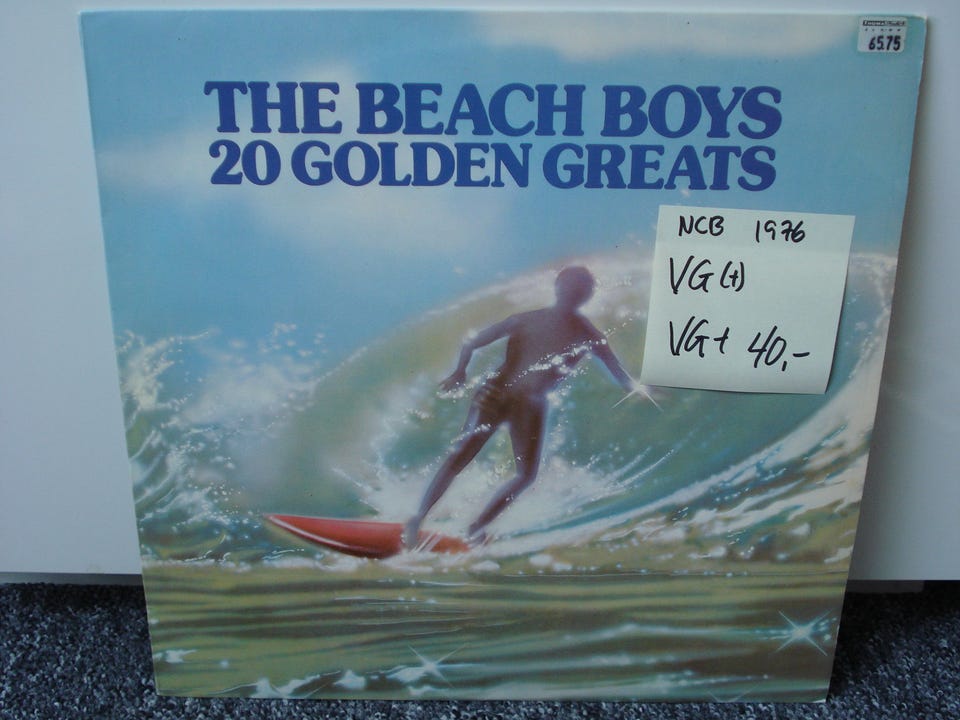 65.75
THE BEACH BOYS
20 GOLDEN GREATS
NCB 1976
VG (+)
VG+ 40,-